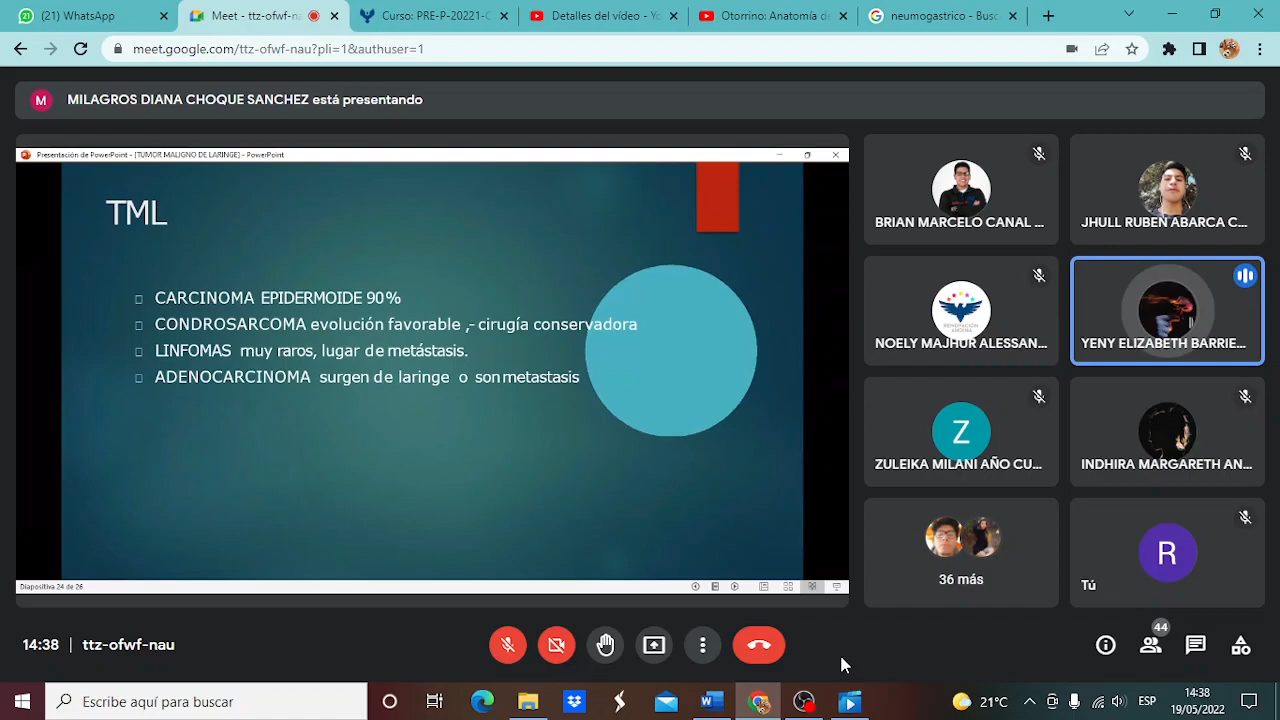 (21) WhatsApp
Meet - ttz-ofwf-na
Curso: PRE-P-20221-C
Detalles del vídeo - Yo
Otorrino: Anatomía de
neumogastrico - Busc
meet.google.com/ttz-ofwf-nau?pli=1&authuser=1
M
MILAGROS DIANA CHOQUE SANCHEZ está presentando
Presentación de PowerPoint - [TUMOR MALIGNO DE LARINGE] - PowerPoint
TML
CARCINOMA EPIDERMOIDE 90%
CONDROSARCOMA evolución favorable ,- cirugía conservadora
LINFOMAS muy raros, lugar de metástasis.
ADENOCARCINOMA surgen de laringe o son metastasis
Diapositiva 24 de 26
BRIAN MARCELO CANAL ...
JHULL RUBEN ABARCA C...
RENOVACIÓN
ANDINA
NOELY MAJHUR ALESSAN...
YENY ELIZABETH BARRIE...
Z
ZULEIKA MILANI AÑO CU...
INDHIRA MARGARETH AN...
36 más
R
Tú
14:38 | ttz-ofwf-nau
44
Escribe aquí para buscar
21°C
ESP
14:38
19/05/2022